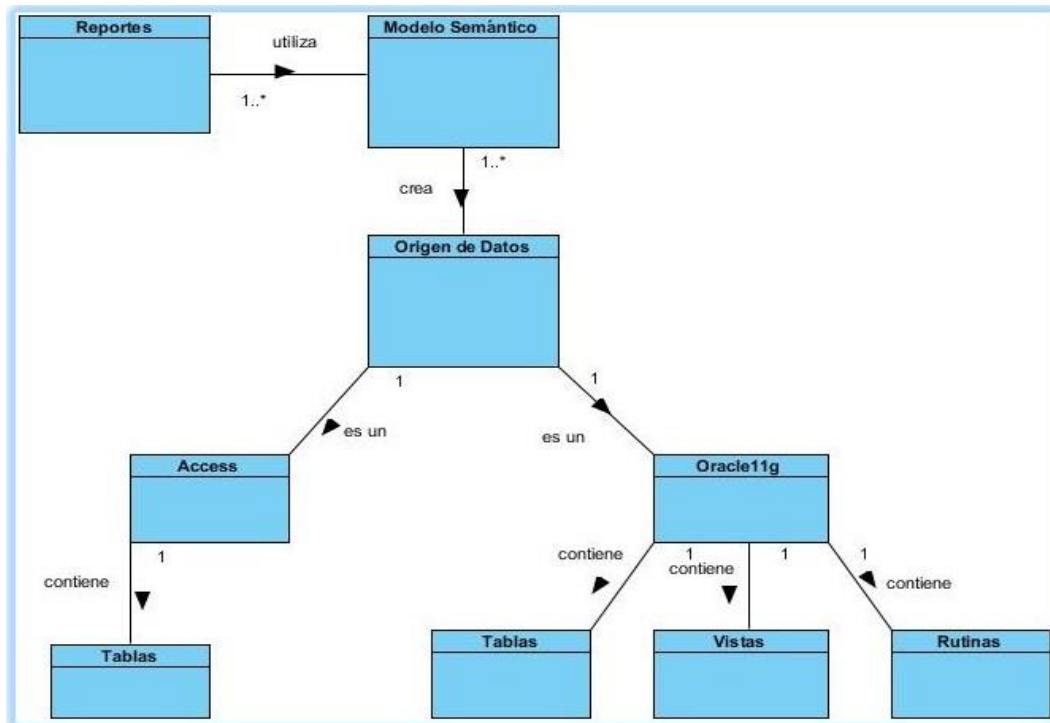 Reportes
utiliza
1..*
Modelo Semántico
1..*
crea
Origen de Datos
1
1
es un
es un
Access
Oracle11g
1
contiene
contiene
1
contiene
1
1
contiene
Tablas
Tablas
Vistas
Rutinas